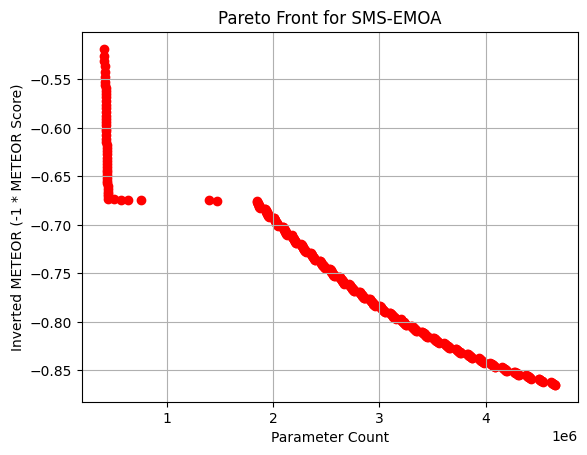 Pareto Front for SMS-EMOA
Inverted METEOR (-1 * METEOR Score)
−0.55
−0.60
−0.65
−0.70
−0.75
−0.80
−0.85
1 2 3 4
1e6
Parameter Count